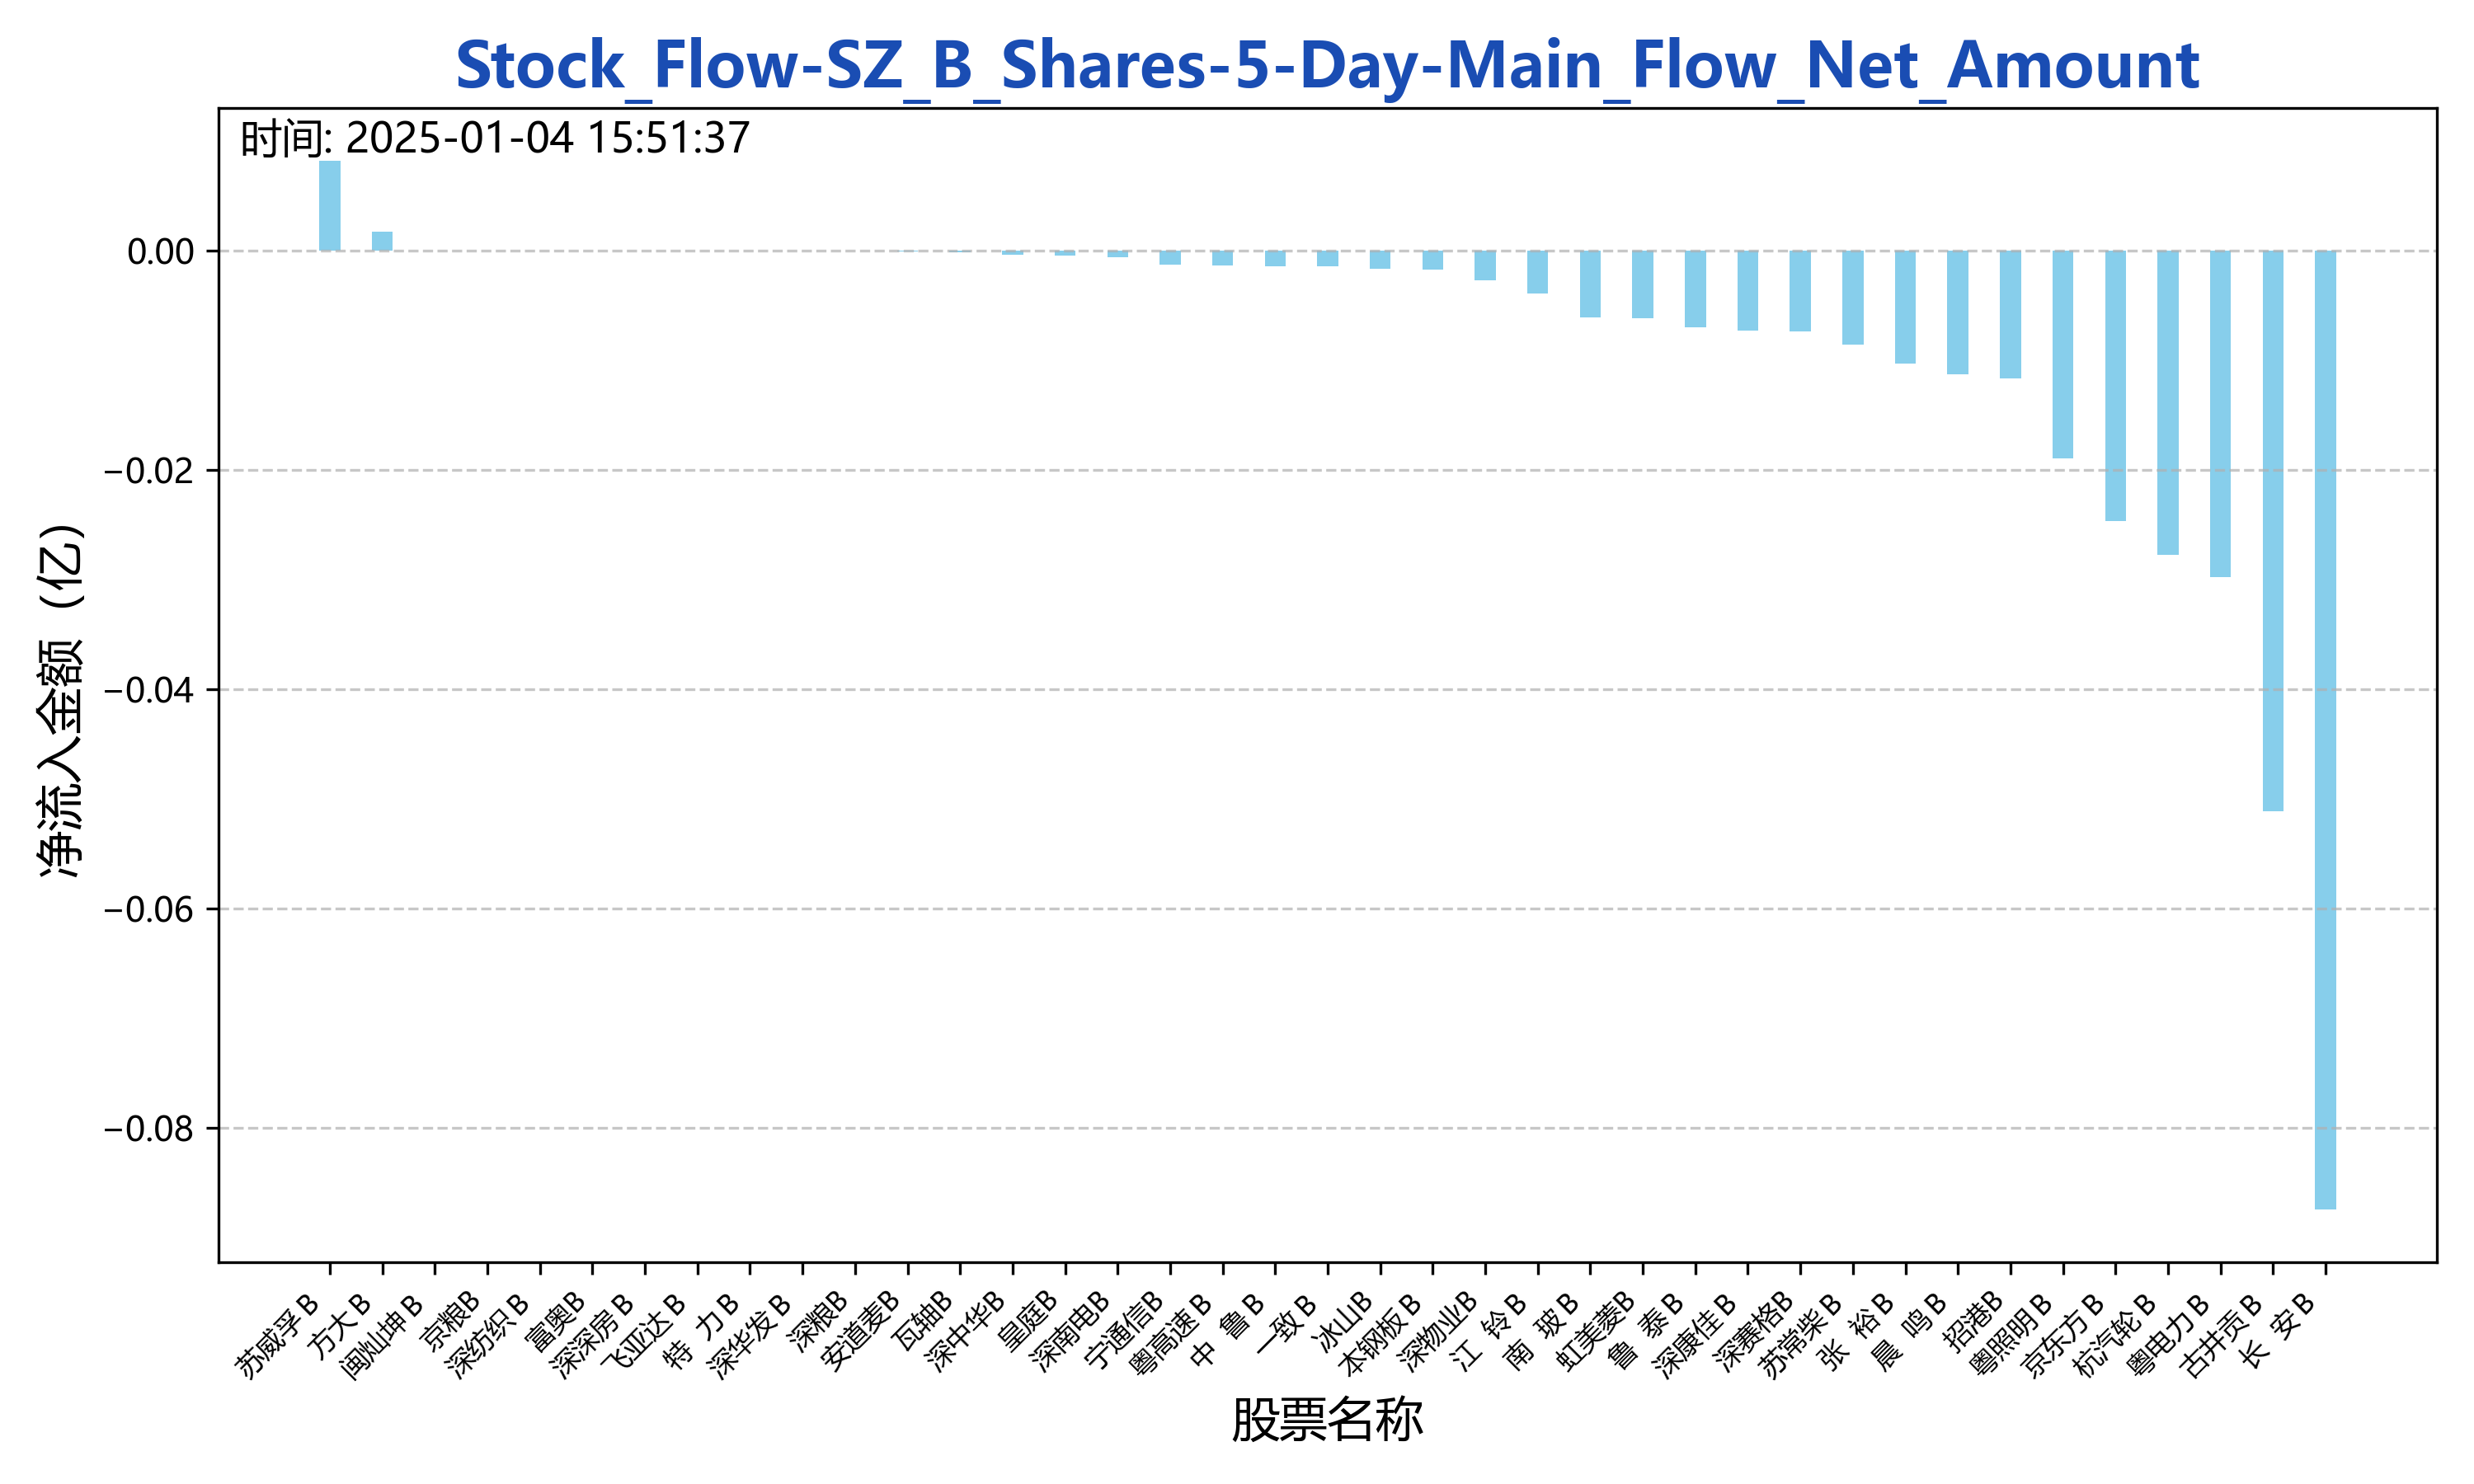 Stock_Flow-SZ_B_Shares-5-Day-Main_Flow_Net_Amount
时间: 2025-01-04 15:51:37
净流入金额 (亿)
0.00
−0.02
−0.04
−0.06
−0.08
苏威孚B
方大B
闽灿坤B
京粮B
深纺织B
富奥B
深深房B
飞亚达B
特 力B
深华发B
深粮B
安道麦B
瓦轴B
深中华B
皇庭B
深南电B
宁通信B
粤高速B
中 鲁B
一致B
冰山B
本钢板B
深物业B
江 铃B
南 玻B
虹美菱B
鲁 泰B
深康佳B
深赛格B
苏常柴B
张 裕B
晨 鸣B
招港B
粤照明B
京东方B
杭汽轮B
粤电力B
古井贡B
长 安B
股票名称